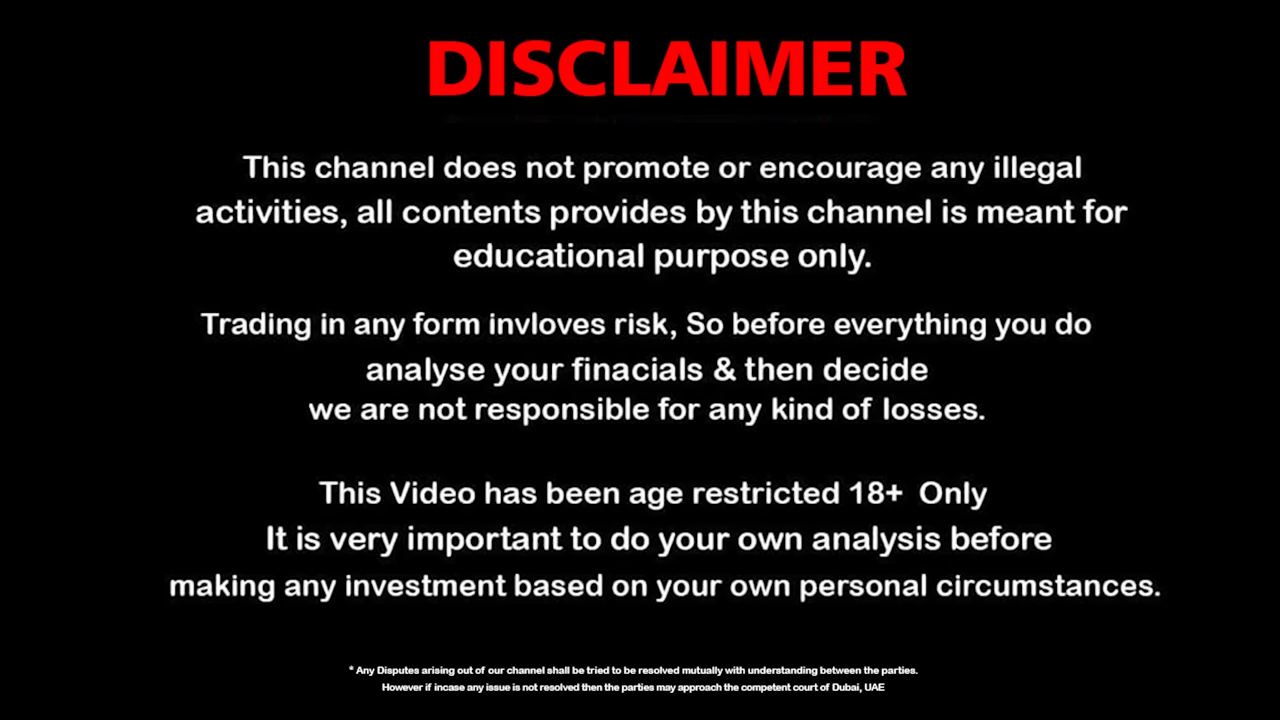 DISCLAIMER
This channel does not promote or encourage any illegal
activities, all contents provides by this channel is meant for
educational purpose only.
Trading in any form invloves risk, So before everything you do
analyse your finacials & then decide
we are not responsible for any kind of losses.
This Video has been age restricted 18+ Only
It is very important to do your own analysis before
making any investment based on your own personal circumstances.
* Any Disputes arising out of our channel shall be tried to be resolved mutually with understanding between the parties.
However if incase any issue is not resolved then the parties may approach the competent court of Dubai, UAE